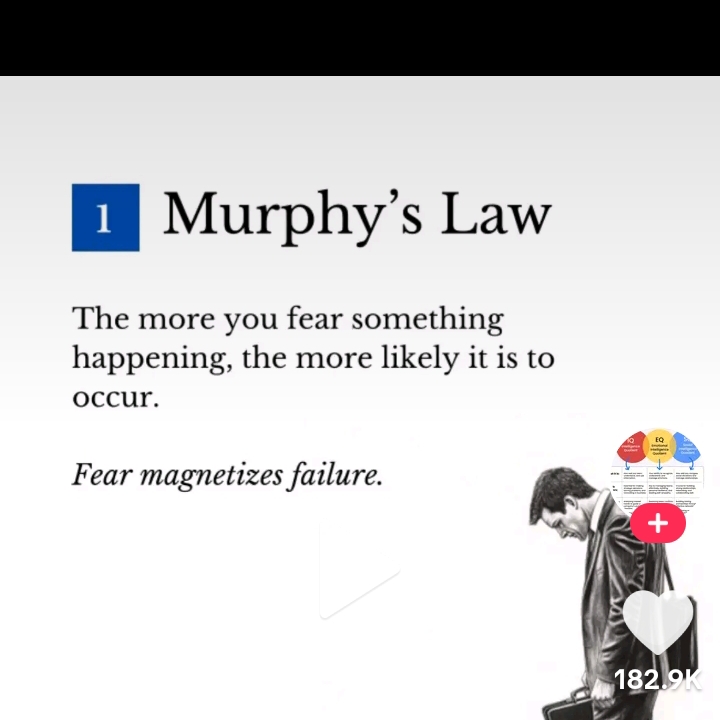 1 Murphy’s Law
The more you fear something
happening, the more likely it is to
occur.
Fear magnetizes failure.
IQ
EQ
182.9K